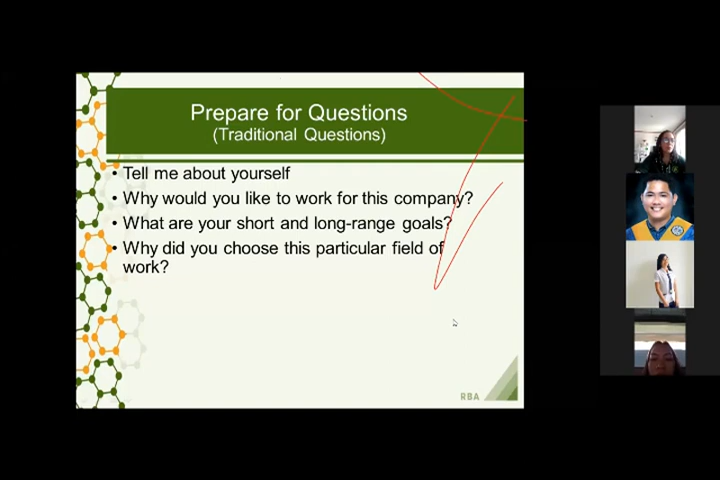 Prepare for Questions
(Traditional Questions)
• Tell me about yourself
• Why would you like to work for this company?
• What are your short and long-range goals?
• Why did you choose this particular field of
work?
RBA